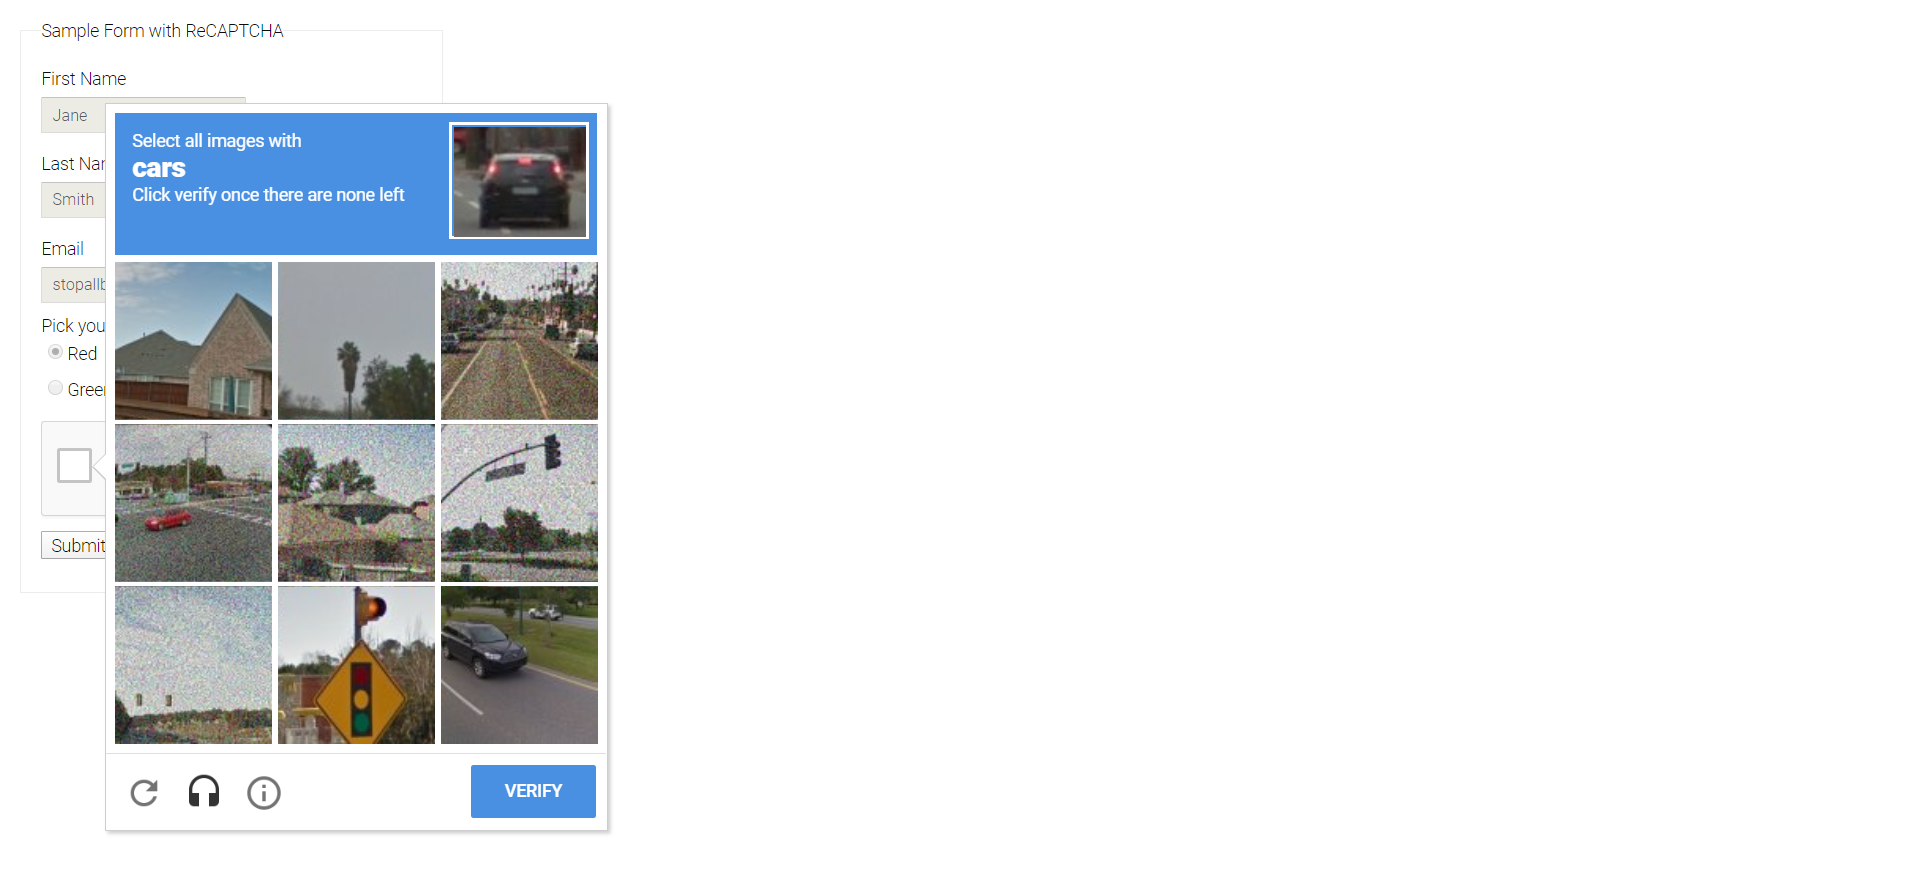 Sample Form with ReCAPTCHA
First Name
Jane
Last Nar
Smith
Email
stopallb
Pick you
Red
Green
Submit
Select all images with
cars
Click verify once there are none left
VERIFY